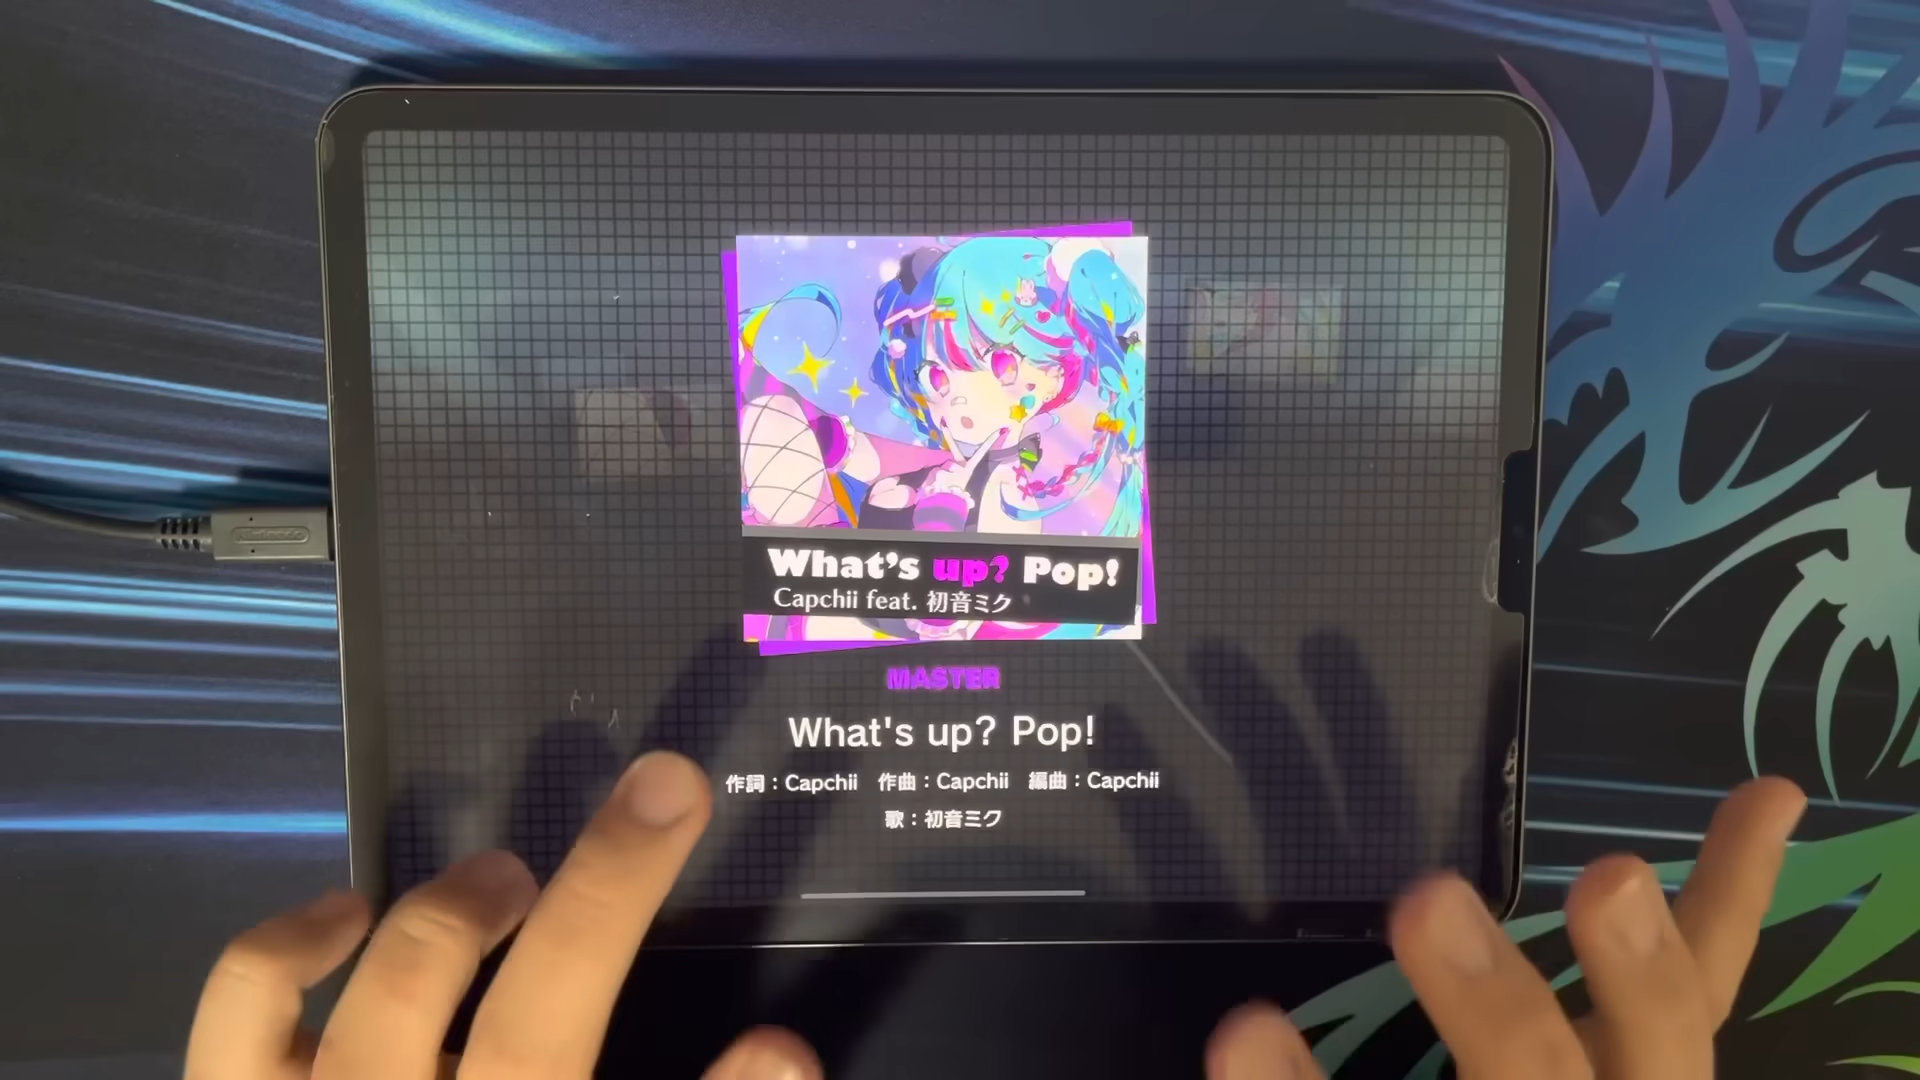 What's up? Pop!
Capchii feat. 初音ミク
MASTER
What's up? Pop!
作詞：Capchii 作曲：Capchii 編曲：Capchii
歌：初音ミク
Nintendo